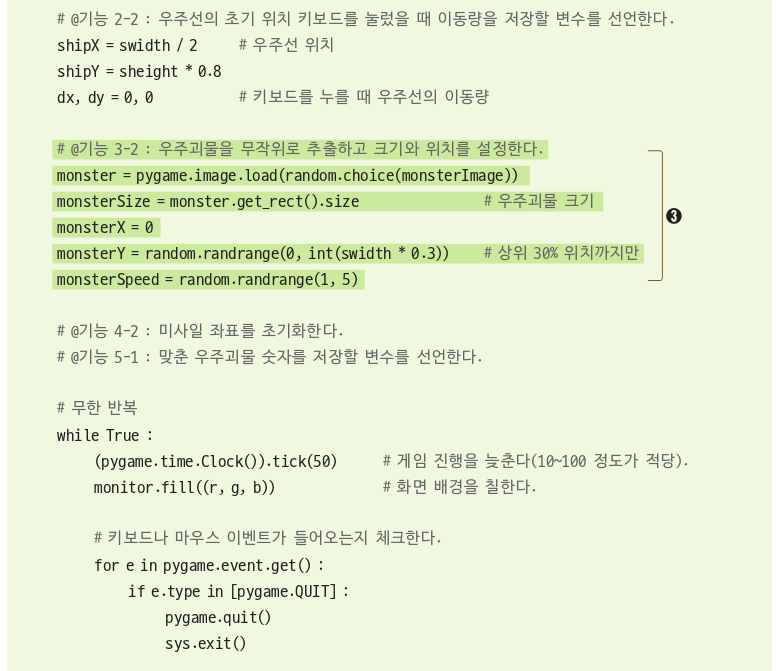 # @기능 2-2 : 우주선의 초기 위치 키보드를 눌렀을 때 이동량을 저장할 변수를 선언한다.
shipX = swidth / 2 # 우주선 위치
shipY = sheight * 0.8
dx, dy = 0, 0 # 키보드를 누를 때 우주선의 이동량
# @기능 3-2 : 우주괴물을 무작위로 추출하고 크기와 위치를 설정한다.
monster = pygame.image.load(random.choice(monsterImage))
monsterSize = monster.get_rect().size # 우주괴물 크기
monsterX = 0
❸
monsterY = random.randrange(0, int(swidth * 0.3)) # 상위 30% 위치까지만
monsterSpeed = random.randrange(1, 5)
# @기능 4-2 : 미사일 좌표를 초기화한다.
# @기능 5-1 : 맞춘 우주괴물 숫자를 저장할 변수를 선언한다.
# 무한 반복
while True :
(pygame.time.Clock()).tick(50) # 게임 진행을 늦춘다(10~100 정도가 적당).
monitor.fill((r, g, b)) # 화면 배경을 칠한다.
# 키보드나 마우스 이벤트가 들어오는지 체크한다.
for e in pygame.event.get() :
if e.type in [pygame.QUIT] :
pygame.quit()
sys.exit()